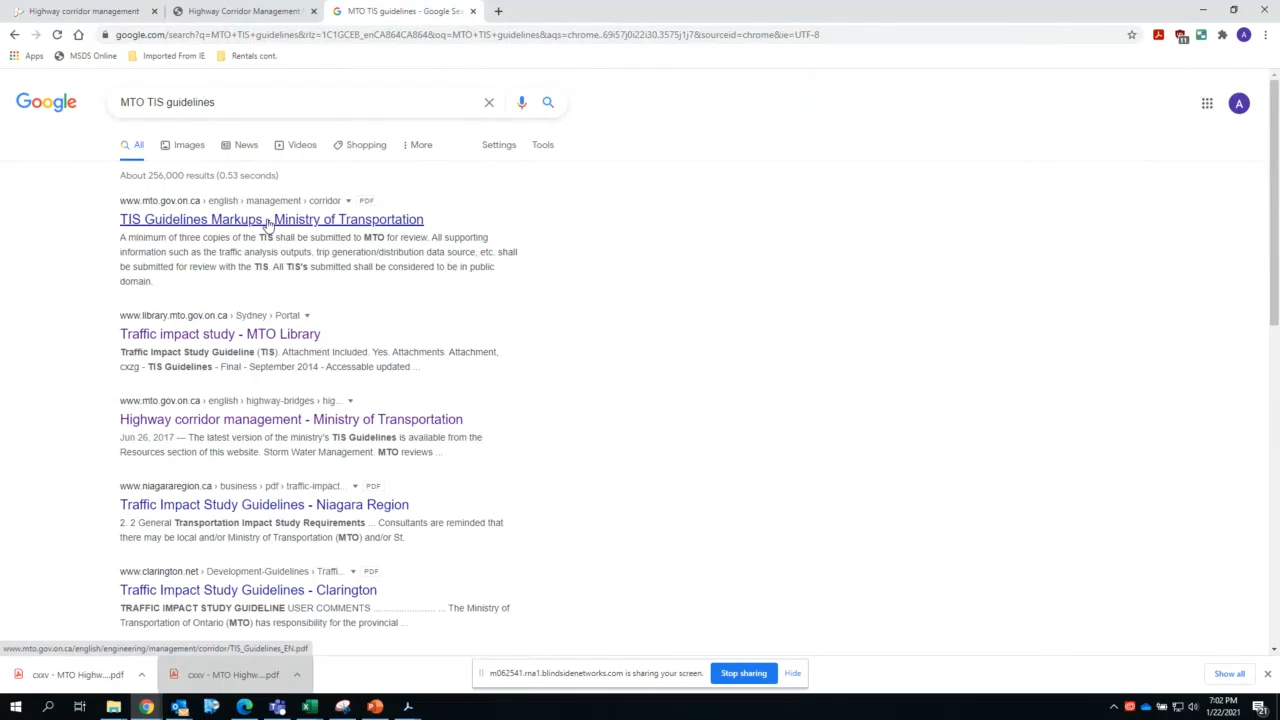 Highway corridor management
Highway Corridor Management
MTO TIS guidelines - Google Sea
google.com/search?q=MTO+TIS+guidelines&rlz=1C1GCEB_enCA864CA864&oq=MTO+TIS+guidelines&aqs=chrome..69i57j0i22i30.3575j1j7&sourceid=chrome&ie=UTF-8
11
A
Apps
MSDS Online
Imported From IE
Rentals cont.
Google
MTO TIS guidelines
A
All
Images
News
Videos
Shopping
More
Settings
Tools
About 256,000 results (0.53 seconds)
www.mto.gov.on.ca › english › management › corridor PDF
TIS Guidelines Markups - Ministry of Transportation
A minimum of three copies of the TIS shall be submitted to MTO for review. All supporting
information such as the traffic analysis outputs, trip generation/distribution data source, etc. shall
be submitted for review with the TIS. All TIS's submitted shall be considered to be in public
domain.
www.library.mto.gov.on.ca › Sydney › Portal
Traffic impact study - MTO Library
Traffic Impact Study Guideline (TIS). Attachment Included. Yes. Attachments. Attachment,
cxzg - TIS Guidelines - Final - September 2014 - Accessable updated ...
www.mto.gov.on.ca › english › highway-bridges › hig...
Highway corridor management - Ministry of Transportation
Jun 26, 2017 — The latest version of the ministry's TIS Guidelines is available from the
Resources section of this website. Storm Water Management. MTO reviews ...
www.niagararegion.ca › business › pdf › traffic-impact... PDF
Traffic Impact Study Guidelines - Niagara Region
2. 2 General Transportation Impact Study Requirements ... Consultants are reminded that
there may be local and/or Ministry of Transportation (MTO) and/or St.
www.clarington.net › Development-Guidelines › Traffi... PDF
Traffic Impact Study Guidelines - Clarington
TRAFFIC IMPACT STUDY GUIDELINE USER COMMENTS ........................ ... The Ministry of
Transportation of Ontario (MTO) has responsibility for the provincial ...
www.mto.gov.on.ca/english/engineering/management/corridor/TIS_Guidelines_EN.pdf
cxxv - MTO Highw....pdf
cxxv - MTO Highw....pdf
m062541.rna1.blindsidenetworks.com is sharing your screen.
Stop sharing
Hide
Show all
7:02 PM
1/22/2021
21